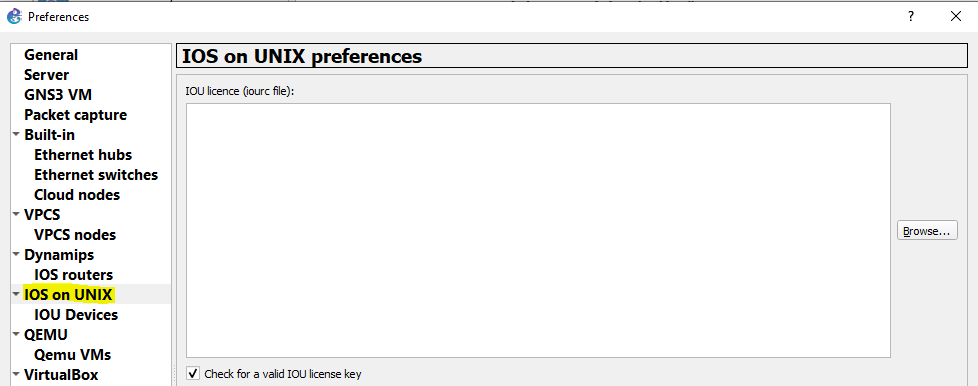 Preferences
?
General
Server
GNS3 VM
Packet capture
Built-in
Ethernet hubs
Ethernet switches
Cloud nodes
VPCS
VPCS nodes
Dynamips
IOS routers
IOS on UNIX
IOU Devices
QEMU
Qemu VMs
VirtualBox
IOS on UNIX preferences
IOU licence (iourc file):
Browse...
Check for a valid IOU license key